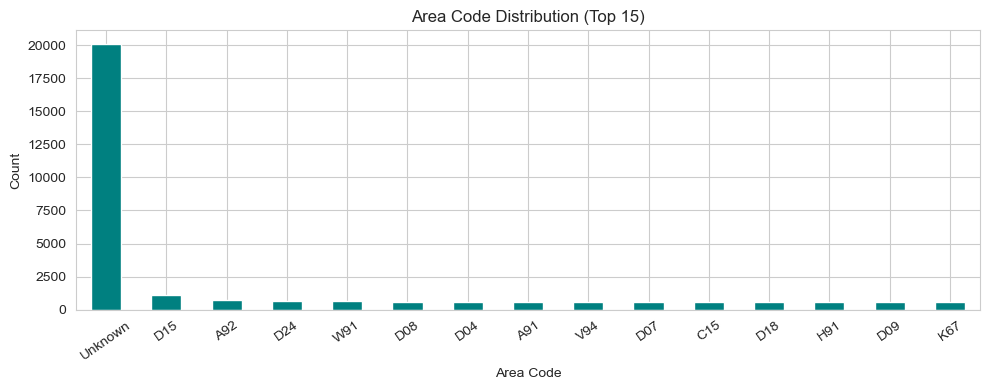 Area Code Distribution (Top 15)
Count
20000
17500
15000
12500
10000
7500
5000
2500
0
Unknown D15 A92 D24 W91 D08 D04 A91 V94 D07 C15 D18 H91 D09 K67
Area Code